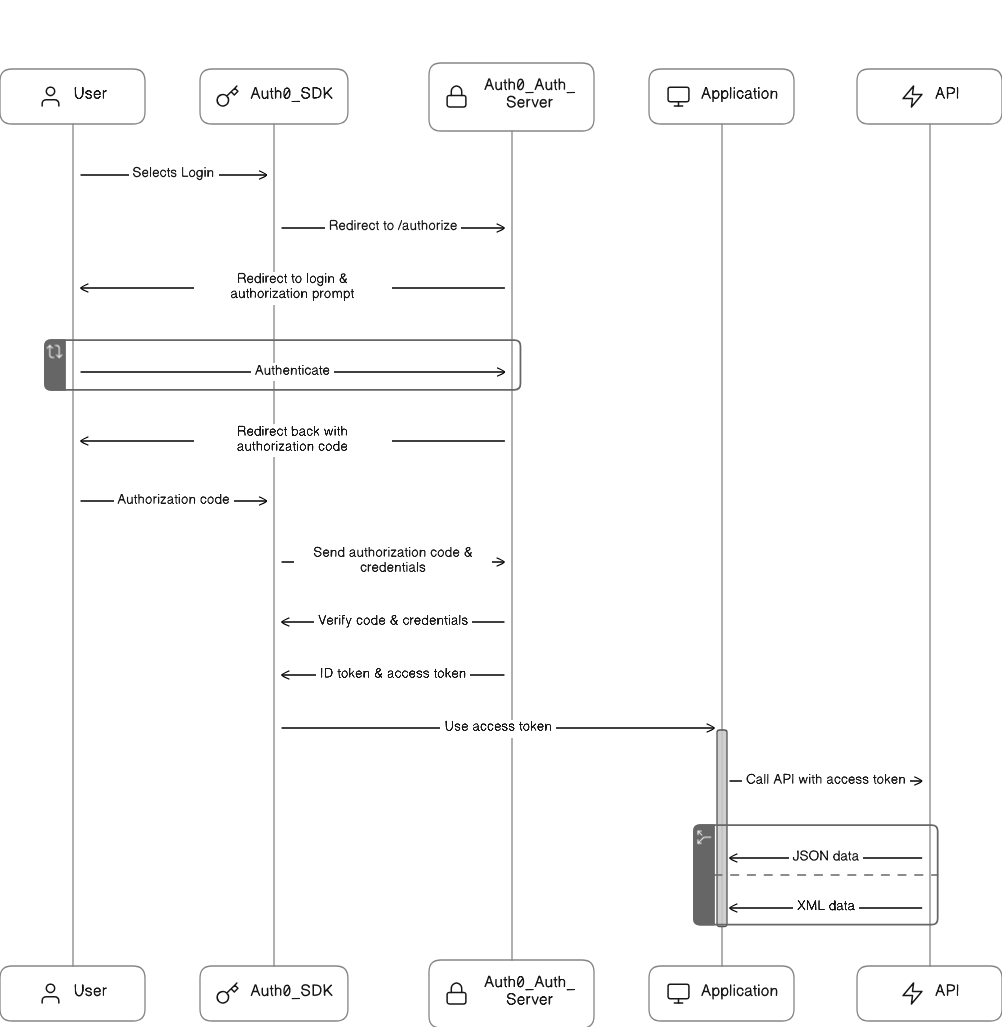 User
Auth0_SDK
Auth0_Auth_
Server
Application
API
Selects Login
Redirect to /authorize
Redirect to login &
authorization prompt
Authenticate
Redirect back with
authorization code
Authorization code
Send authorization code &
credentials
Verify code & credentials
ID token & access token
Use access token
Call API with access token
JSON data
XML data
User
Auth0_SDK
Auth0_Auth_
Server
Application
API